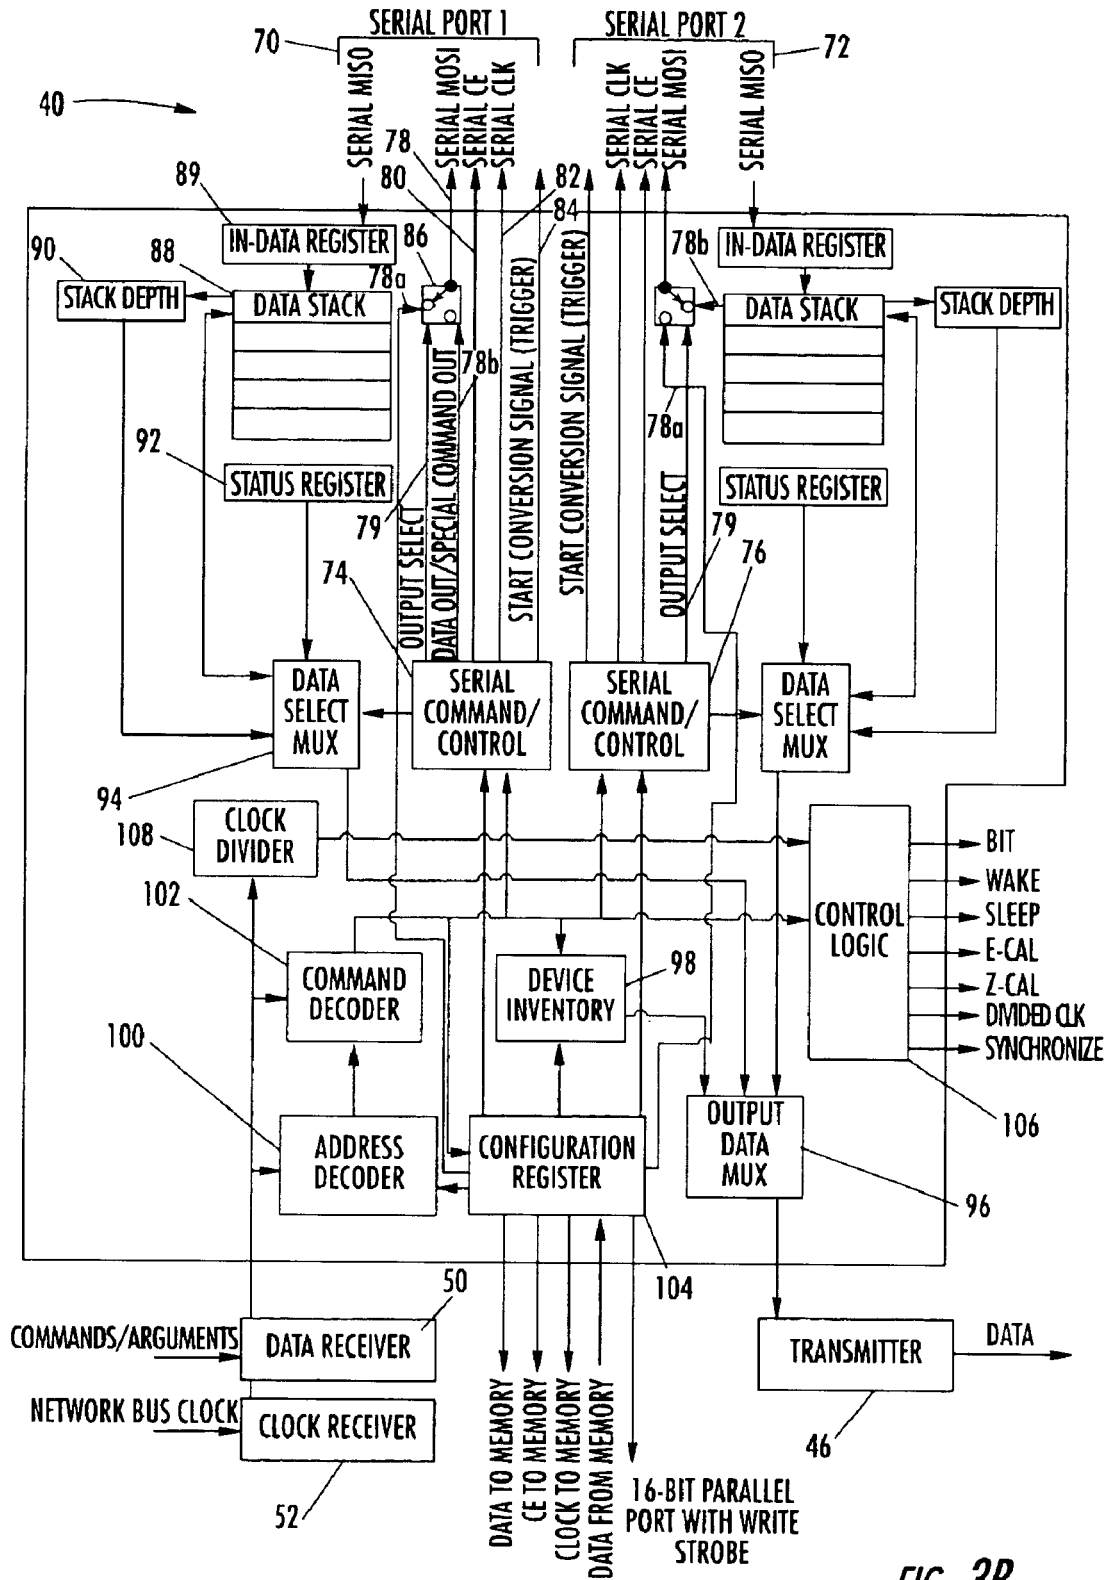 SERIAL PORT 1
SERIAL PORT 2
70
72
40
SERIAL MISO
SERIAL MOSI
SERIAL CE
SERIAL CLK
SERIAL CLK
SERIAL CE
SERIAL MOSI
SERIAL MISO
78
80
82
84
89
IN-DATA REGISTER
86
78a
78b
IN-DATA REGISTER
90
88
STACK DEPTH
DATA STACK
DATA STACK
STACK DEPTH
78b
78a
92
STATUS REGISTER
STATUS REGISTER
79
79
OUTPUT SELECT
DATA OUT/SPECIAL COMMAND OUT
START CONVERSION SIGNAL (TRIGGER)
START CONVERSION SIGNAL (TRIGGER)
OUTPUT SELECT
74
76
DATA
SELECT
MUX
SERIAL
COMMAND/
CONTROL
SERIAL
COMMAND/
CONTROL
DATA
SELECT
MUX
94
108
CLOCK
DIVIDER
102
COMMAND
DECODER
DEVICE
INVENTORY
98
CONTROL
LOGIC
BIT
WAKE
SLEEP
E-CAL
Z-CAL
DIVIDED CLK
SYNCHRONIZE
106
100
ADDRESS
DECODER
CONFIGURATION
REGISTER
OUTPUT
DATA
MUX
96
104
50
COMMANDS/ARGUMENTS
DATA RECEIVER
NETWORK BUS CLOCK
CLOCK RECEIVER
52
TRANSMITTER
DATA
46
DATA TO MEMORY
CE TO MEMORY
CLOCK TO MEMORY
DATA FROM MEMORY
16-BIT PARALLEL
PORT WITH WRITE
STROBE
FIG. 3B